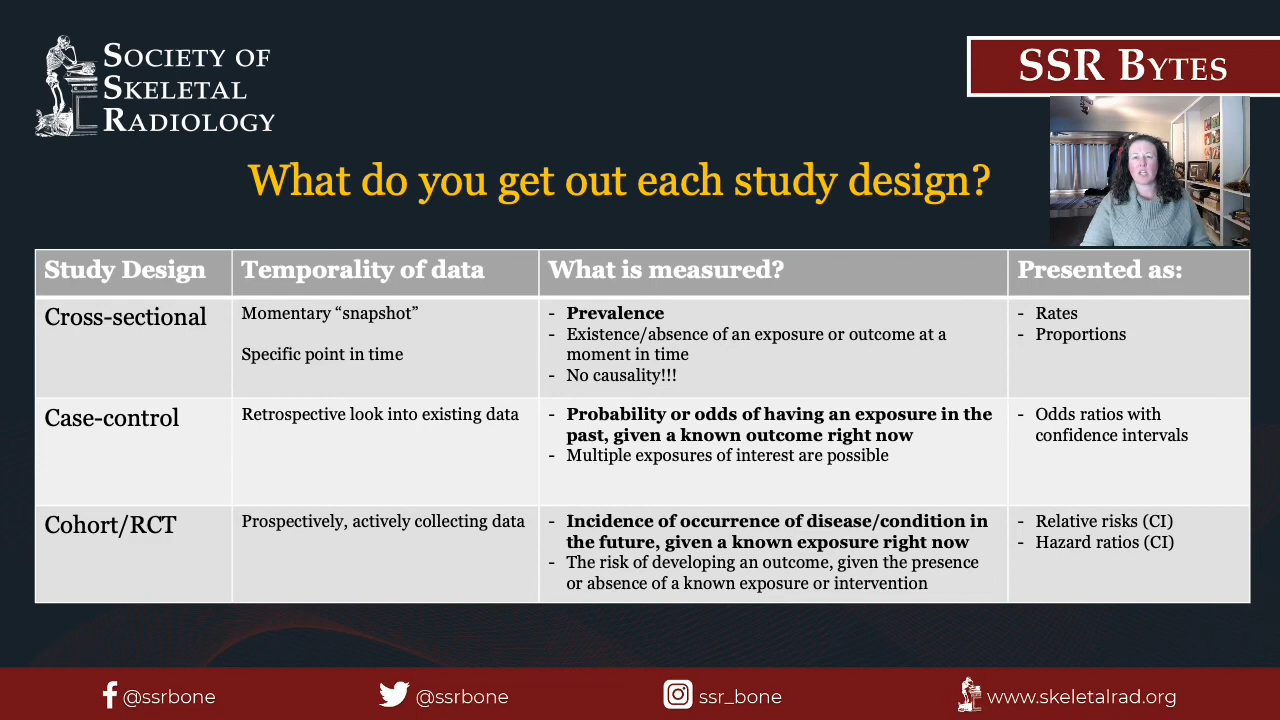 SOCIETY OF
SKELETAL
RADIOLOGY
SSR BYTES
What do you get out each study design?
Study Design
Temporality of data
What is measured?
Presented as:
Cross-sectional
Momentary “snapshot”
Specific point in time
- Prevalence
- Existence/absence of an exposure or outcome at a
moment in time
- No causality!!!
- Rates
- Proportions
Case-control
Retrospective look into existing data
- Probability or odds of having an exposure in the
past, given a known outcome right now
- Multiple exposures of interest are possible
- Odds ratios with
confidence intervals
Cohort/RCT
Prospectively, actively collecting data
- Incidence of occurrence of disease/condition in
the future, given a known exposure right now
- The risk of developing an outcome, given the presence
or absence of a known exposure or intervention
- Relative risks (CI)
- Hazard ratios (CI)
@ssrbone
@ssrbone
ssr_bone
www.skeletalrad.org